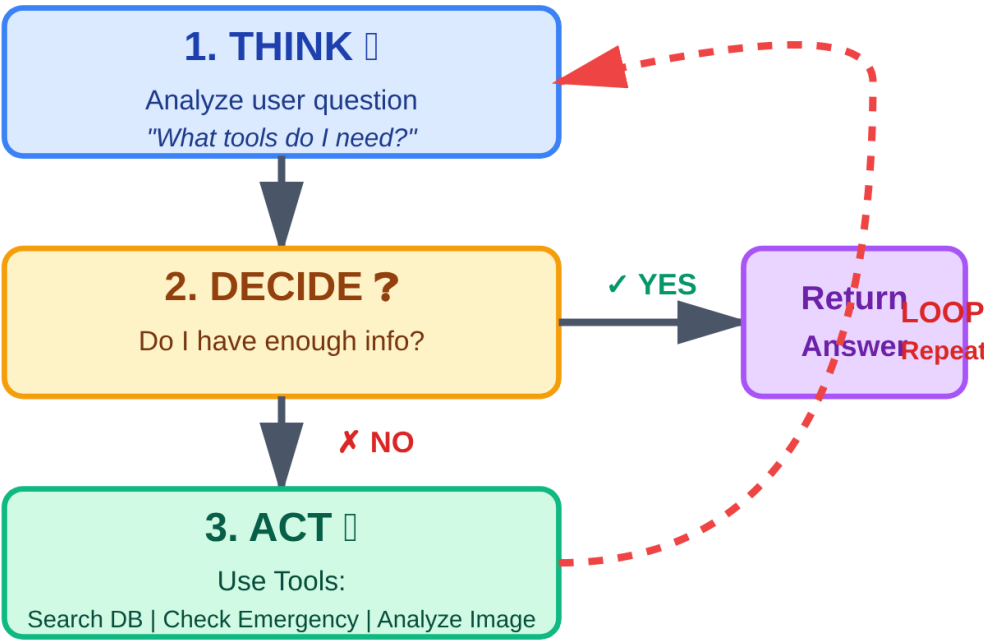 1. THINK
Analyze user question
"What tools do I need?"
2. DECIDE ?
Do I have enough info?
✓ YES
Return
Answer
LOOP
Repeat
✗ NO
3. ACT
Use Tools:
Search DB | Check Emergency | Analyze Image